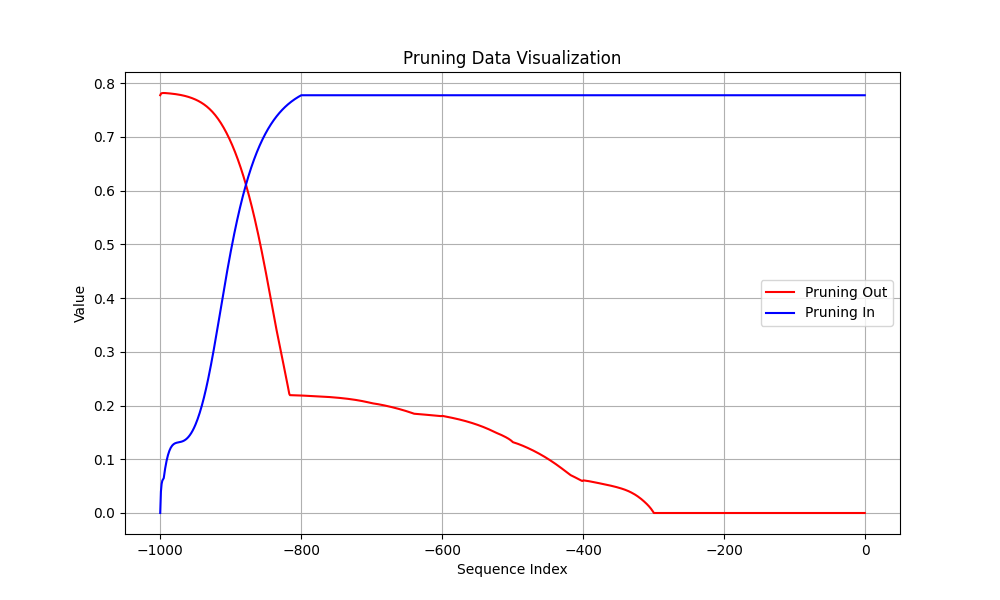 Pruning Data Visualization
0.8
0.7
0.6
0.5
0.4
0.3
0.2
0.1
0.0
Value
Pruning Out
Pruning In
−1000 −800 −600 −400 −200 0
Sequence Index